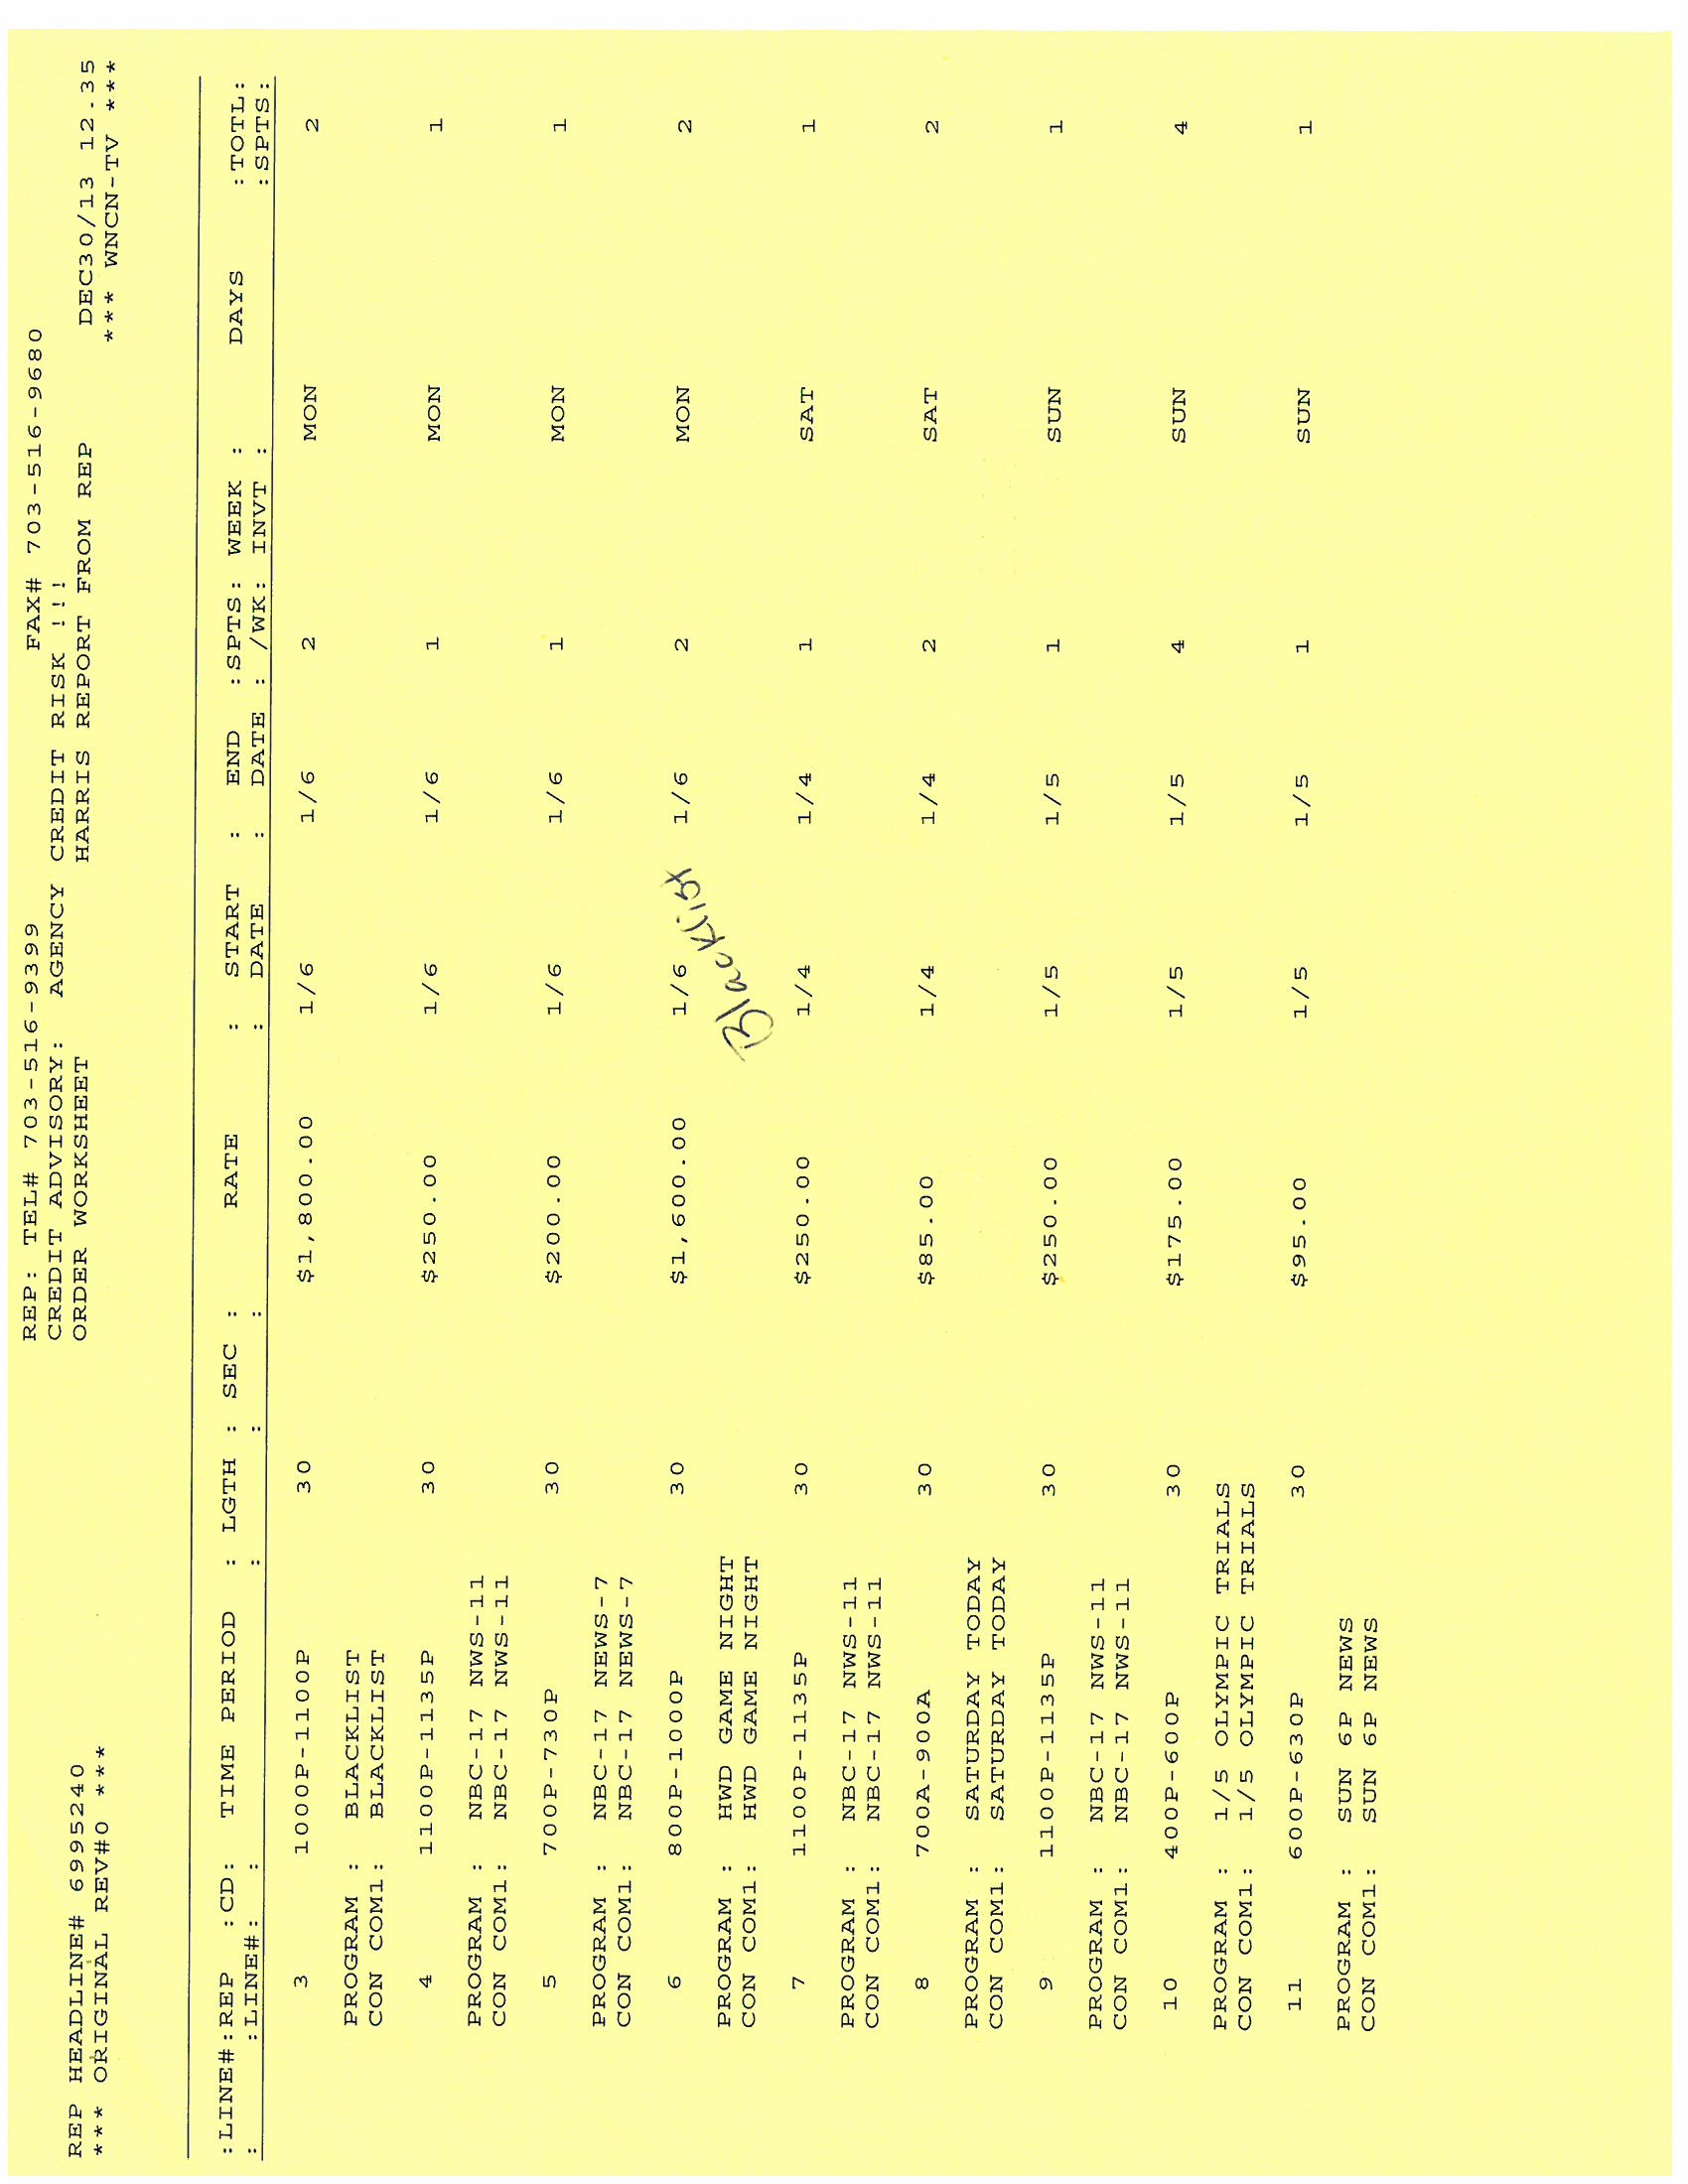 REP: TEL# 703-516-9399 FAX# 703-516-9680
CREDIT ADVISORY: AGENCY CREDIT RISK !!!
REP HEADLINE# 6995240 ORDER WORKSHEET HARRIS REPORT FROM REP DEC30/13 12.35
*** ORIGINAL REV#0 *** *** WNCN-TV ***
:LINE#:REP :CD: TIME PERIOD : LGTH : SEC : RATE : START : END :SPTS: WEEK : DAYS :TOTL:
: :LINE#: : : : : DATE : DATE : /WK: INVT : :SPTS:
3 1000P-1100P 30 $1,800.00 1/6 1/6 2 MON 2
PROGRAM : BLACKLIST
CON COM1: BLACKLIST
4 1100P-1135P 30 $250.00 1/6 1/6 1 MON 1
PROGRAM : NBC-17 NWS-11
CON COM1: NBC-17 NWS-11
5 700P-730P 30 $200.00 1/6 1/6 1 MON 1
PROGRAM : NBC-17 NEWS-7
CON COM1: NBC-17 NEWS-7
6 800P-1000P 30 $1,600.00 1/6 1/6 2 MON 2
Blacklist
PROGRAM : HWD GAME NIGHT
CON COM1: HWD GAME NIGHT
7 1100P-1135P 30 $250.00 1/4 1/4 1 SAT 1
PROGRAM : NBC-17 NWS-11
CON COM1: NBC-17 NWS-11
8 700A-900A 30 $85.00 1/4 1/4 2 SAT 2
PROGRAM : SATURDAY TODAY
CON COM1: SATURDAY TODAY
9 1100P-1135P 30 $250.00 1/5 1/5 1 SUN 1
PROGRAM : NBC-17 NWS-11
CON COM1: NBC-17 NWS-11
10 400P-600P 30 $175.00 1/5 1/5 4 SUN 4
PROGRAM : 1/5 OLYMPIC TRIALS
CON COM1: 1/5 OLYMPIC TRIALS
11 600P-630P 30 $95.00 1/5 1/5 1 SUN 1
PROGRAM : SUN 6P NEWS
CON COM1: SUN 6P NEWS